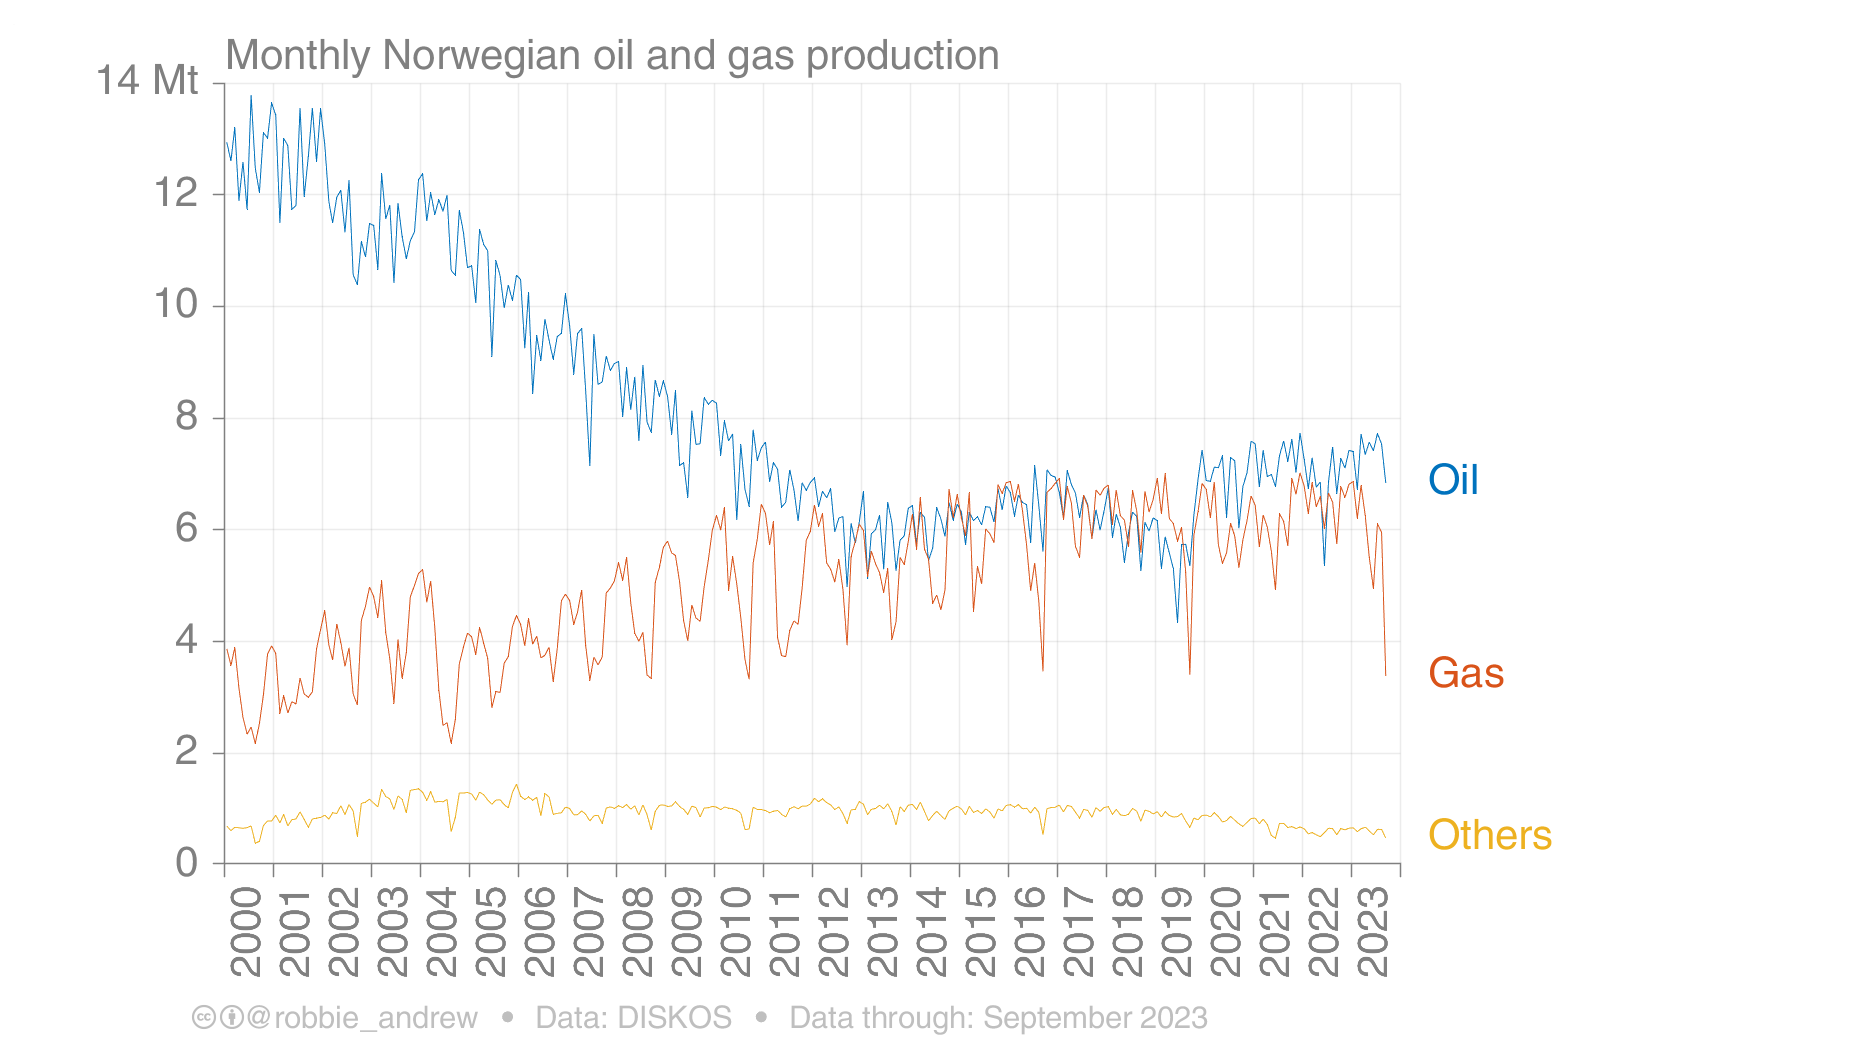 Monthly Norwegian oil and gas production
14 Mt
12
10
8
6
4
2
0
Oil
Gas
Others
2000 2001 2002 2003 2004 2005 2006 2007 2008 2009 2010 2011 2012 2013 2014 2015 2016 2017 2018 2019 2020 2021 2022 2023
cc @robbie_andrew • Data: DISKOS • Data through: September 2023